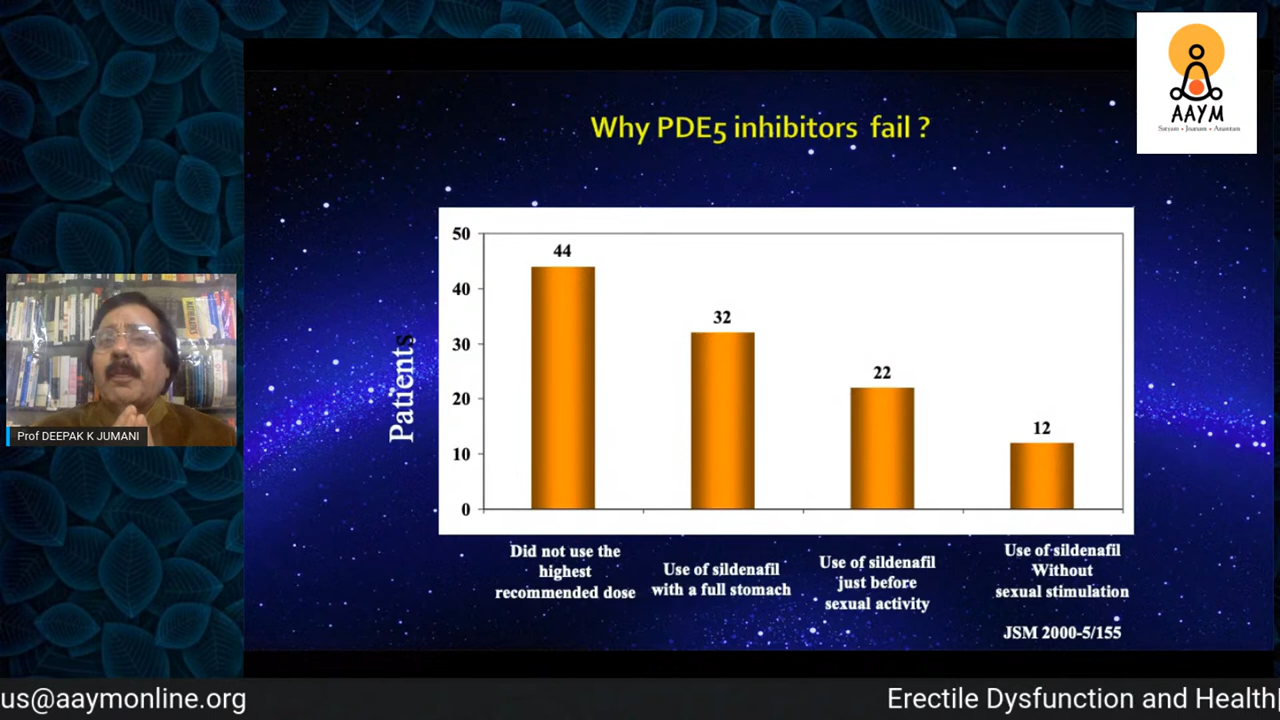 AAYM
Satyam • Jnanam • Anantam
Why PDE5 inhibitors fail ?
Patients
50
40
30
20
10
0
44
32
22
12
Did not use the
highest
recommended dose
Use of sildenafil
with a full stomach
Use of sildenafil
just before
sexual activity
Use of sildenafil
Without
sexual stimulation
JSM 2000-5/155
Prof DEEPAK K JUMANI
us@aaymonline.org
Erectile Dysfunction and Health